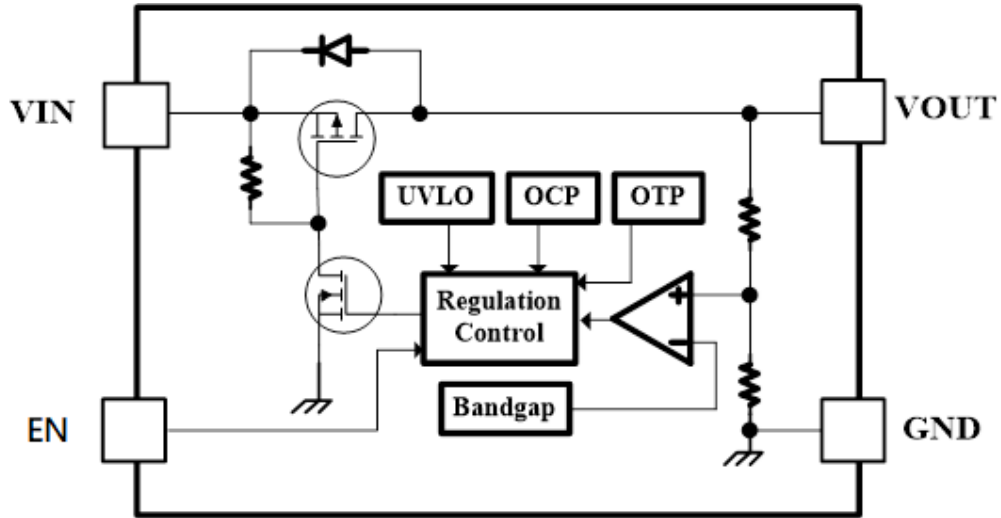 VIN
VOUT
UVLO
OCP
OTP
Regulation
Control
+
−
Bandgap
EN
GND